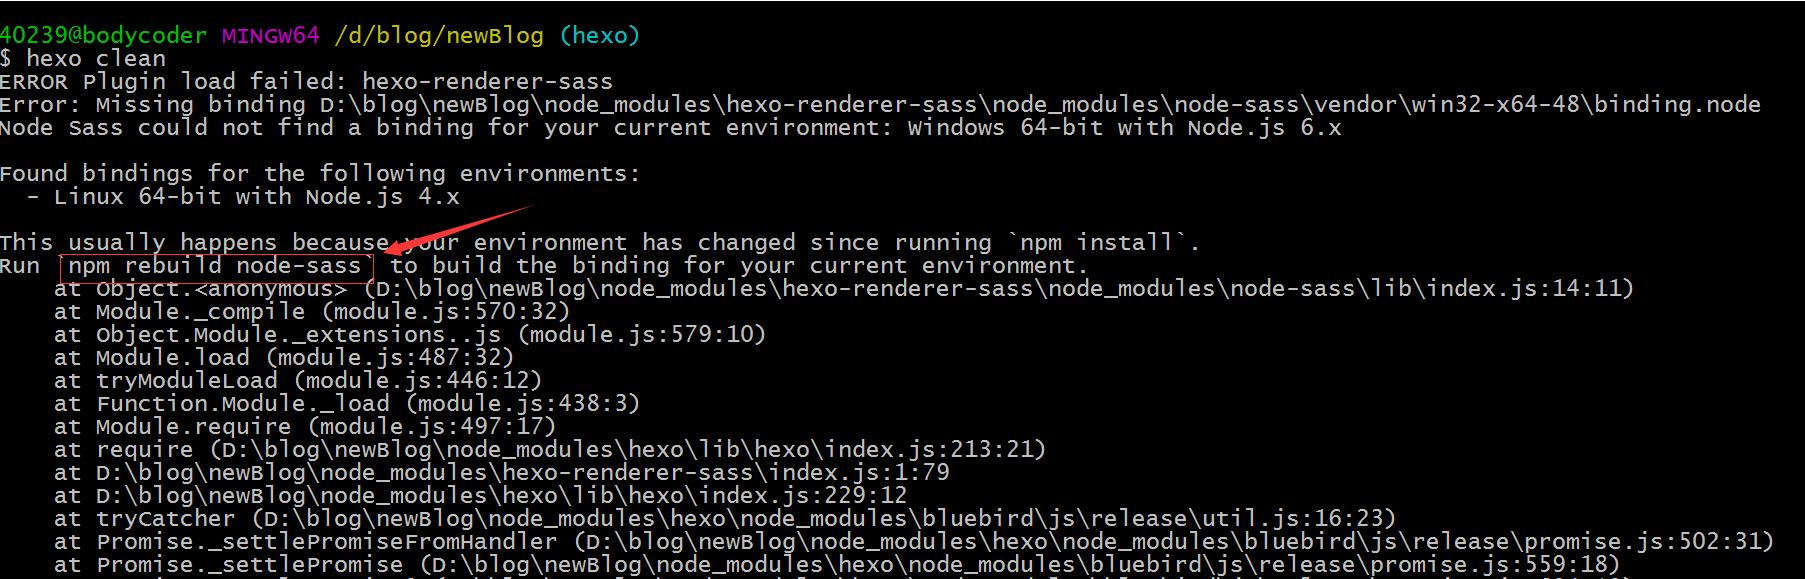 40239@bodycoder MINGW64 /d/blog/newBlog (hexo)
$ hexo clean
ERROR Plugin load failed: hexo-renderer-sass
Error: Missing binding D:\blog\newBlog\node_modules\hexo-renderer-sass\node_modules\node-sass\vendor\win32-x64-48\binding.node
Node Sass could not find a binding for your current environment: Windows 64-bit with Node.js 6.x
Found bindings for the following environments:
- Linux 64-bit with Node.js 4.x
This usually happens because your environment has changed since running `npm install`.
Run `npm rebuild node-sass` to build the binding for your current environment.
at Object.<anonymous> (D:\blog\newBlog\node_modules\hexo-renderer-sass\node_modules\node-sass\lib\index.js:14:11)
at Module._compile (module.js:570:32)
at Object.Module._extensions..js (module.js:579:10)
at Module.load (module.js:487:32)
at tryModuleLoad (module.js:446:12)
at Function.Module._load (module.js:438:3)
at Module.require (module.js:497:17)
at require (D:\blog\newBlog\node_modules\hexo\lib\hexo\index.js:213:21)
at D:\blog\newBlog\node_modules\hexo-renderer-sass\index.js:1:79
at D:\blog\newBlog\node_modules\hexo\lib\hexo\index.js:229:12
at tryCatcher (D:\blog\newBlog\node_modules\hexo\node_modules\bluebird\js\release\util.js:16:23)
at Promise._settlePromiseFromHandler (D:\blog\newBlog\node_modules\hexo\node_modules\bluebird\js\release\promise.js:502:31)
at Promise._settlePromise (D:\blog\newBlog\node_modules\hexo\node_modules\bluebird\js\release\promise.js:559:18)